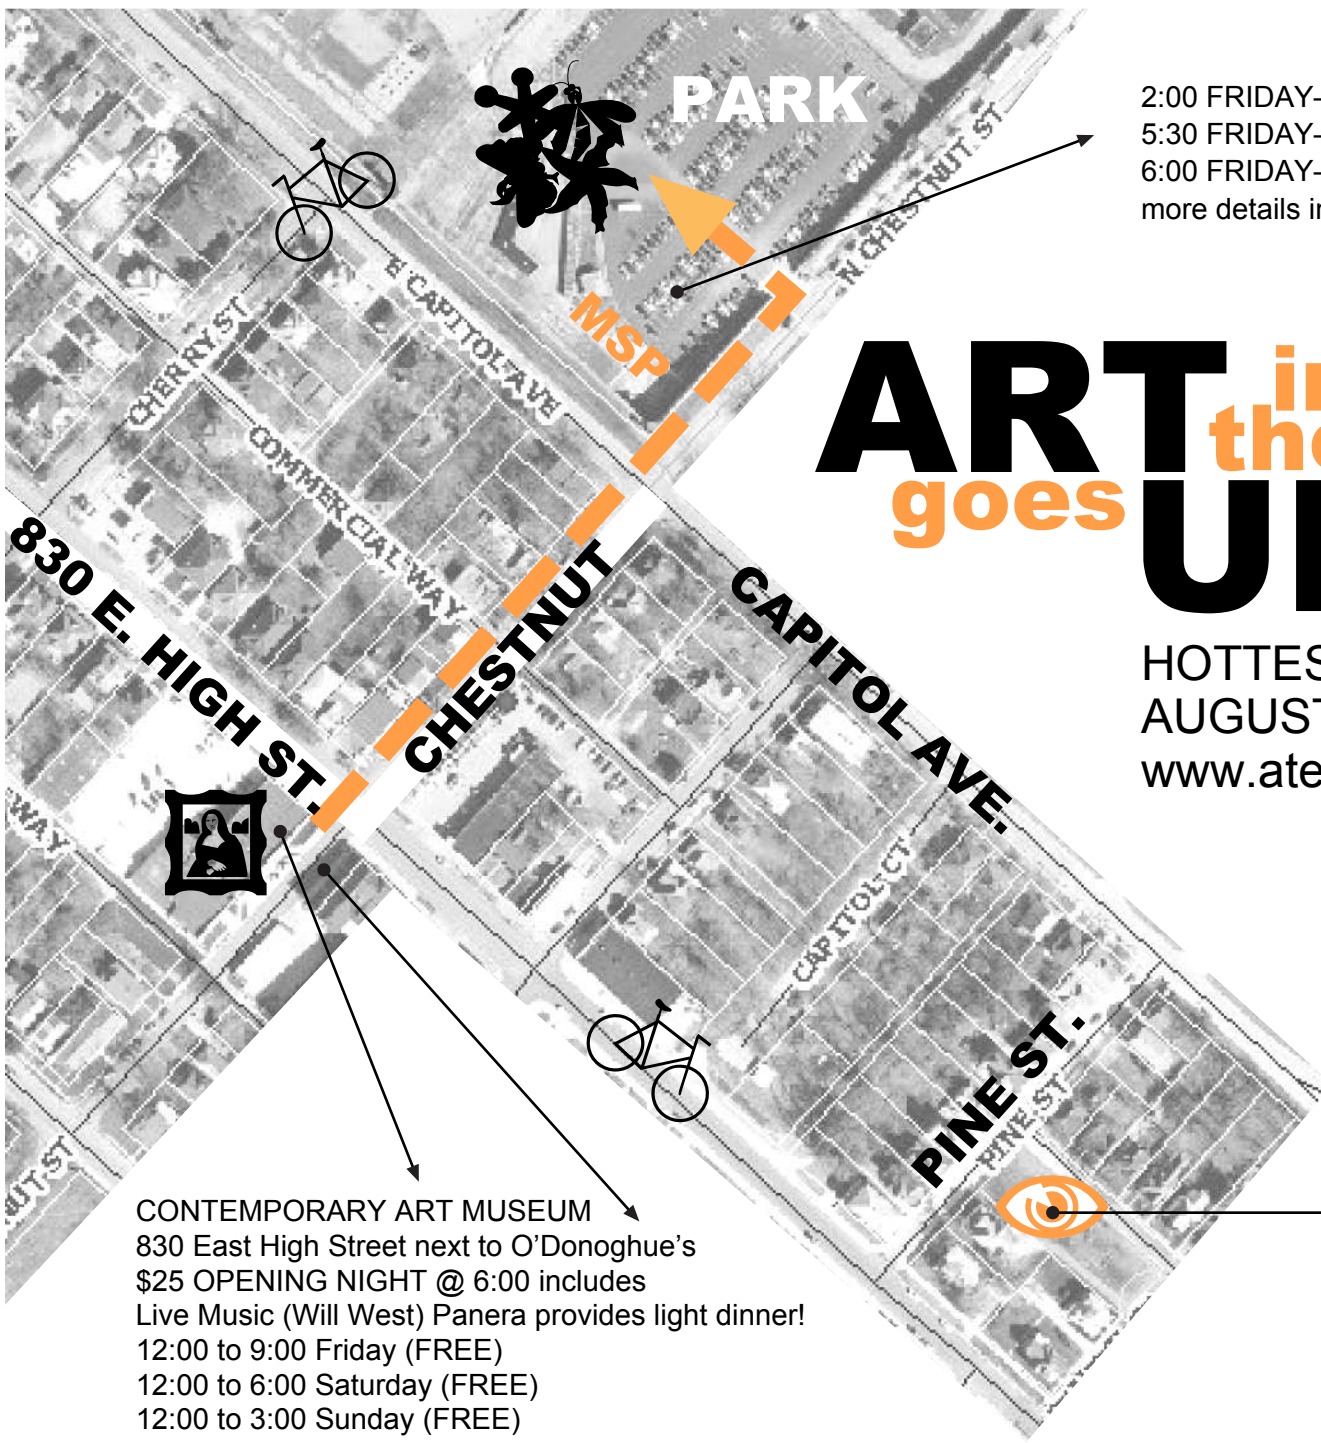 PARK
2:00 FRIDAY-
5:30 FRIDAY-
6:00 FRIDAY-
more details
N CHESTNUT ST
E CAPITOL AVE
MSP
CHERRY ST
ART
the
goes
COMMERCIAL WAY
830 E. HIGH ST.
CHESTNUT
CAPITOL AVE.
HOTTES
AUGUST
www.ate
WAY
CAPITOL CT
PINE ST.
PINE ST
NUT ST
CONTEMPORARY ART MUSEUM
830 East High Street next to O'Donoghue's
$25 OPENING NIGHT @ 6:00 includes
Live Music (Will West) Panera provides light dinner!
12:00 to 9:00 Friday (FREE)
12:00 to 6:00 Saturday (FREE)
12:00 to 3:00 Sunday (FREE)